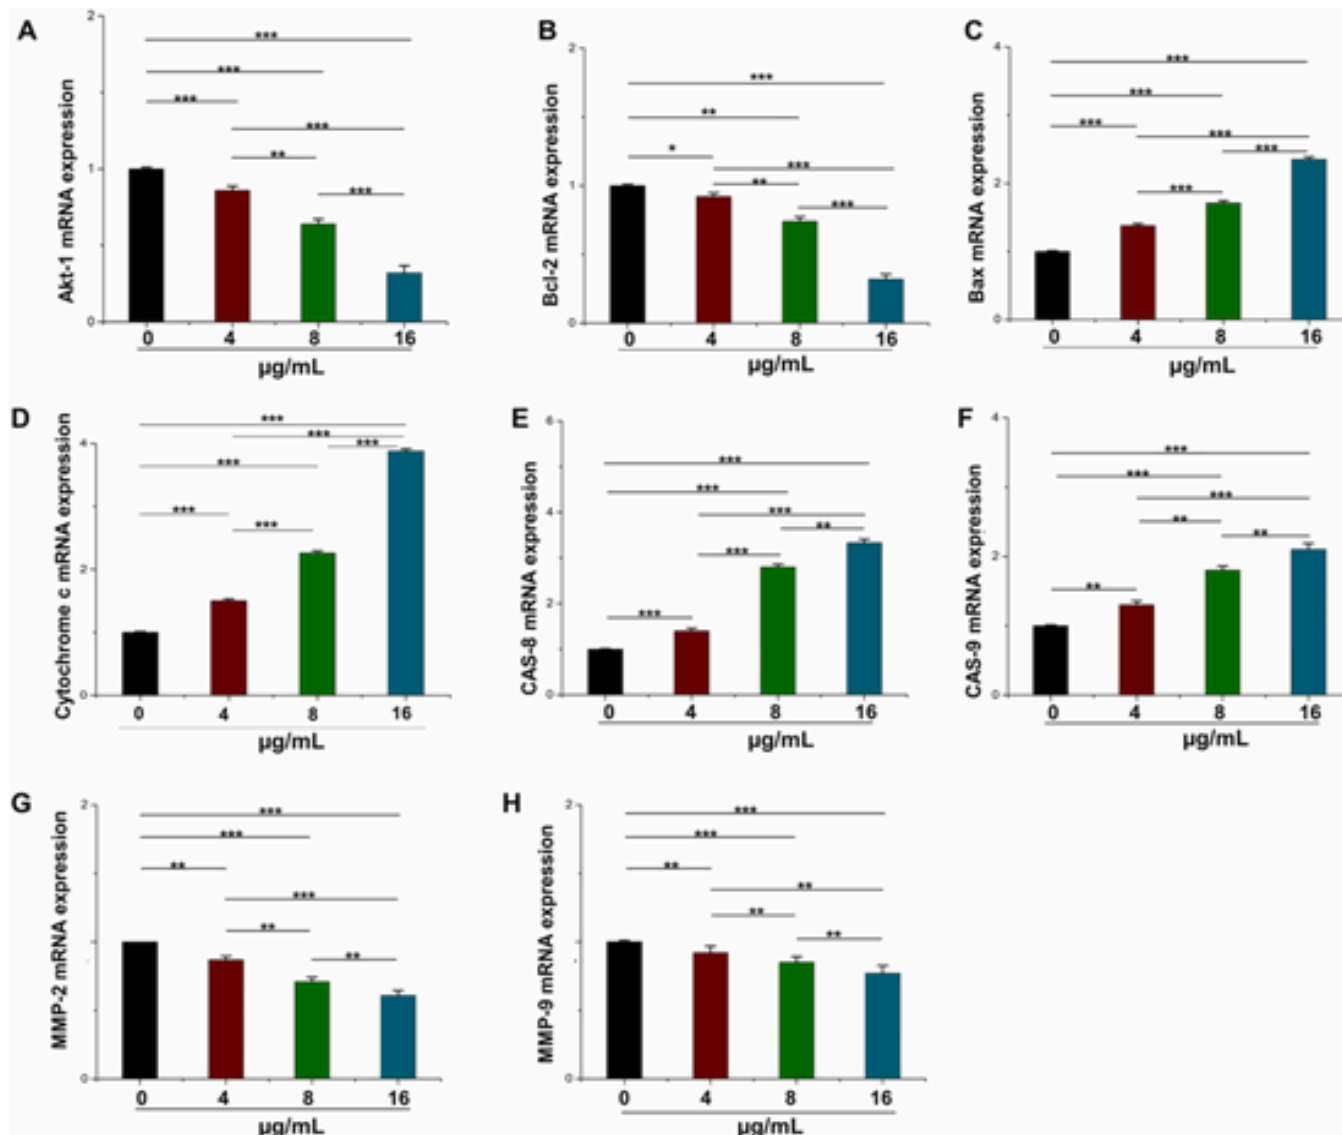 A
Akt-1 mRNA expression
2
1
0
***
***
***
***
**
***
0 4 8 16
µg/mL
B
Bcl-2 mRNA expression
2
1
0
***
**
*
***
**
***
0 4 8 16
µg/mL
C
Bax mRNA expression
4
2
0
***
***
***
***
***
***
0 4 8 16
µg/mL
D
Cytochrome c mRNA expression
4
2
0
***
***
***
***
***
***
0 4 8 16
µg/mL
E
CAS-8 mRNA expression
6
4
2
0
***
***
***
**
***
***
0 4 8 16
µg/mL
F
CAS-9 mRNA expression
4
2
0
***
***
***
**
**
**
0 4 8 16
µg/mL
G
MMP-2 mRNA expression
2
1
0
***
***
**
***
**
**
0 4 8 16
µg/mL
H
MMP-9 mRNA expression
2
1
0
***
***
**
**
**
**
0 4 8 16
µg/mL